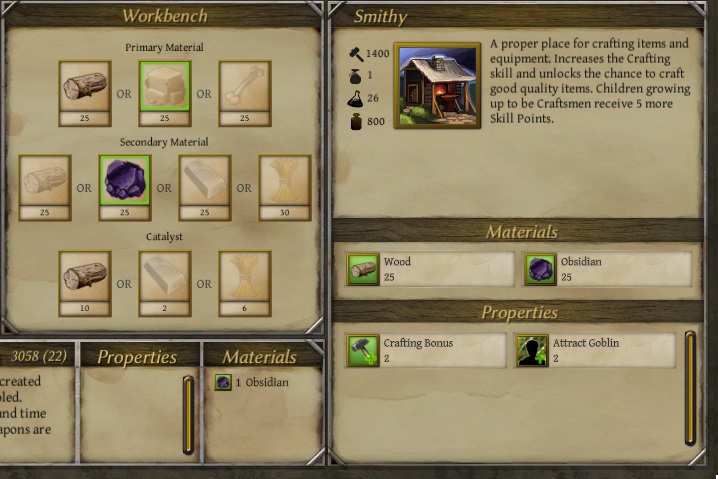 Workbench
Primary Material
OR OR
25 25 25
Secondary Material
OR OR OR
25 25 25 30
Catalyst
OR OR
10 2 6
3058 (22)
created
oled.
and time
apons are
Properties
Materials
1 Obsidian
Smithy
1400
1
26
800
A proper place for crafting items and
equipment. Increases the Crafting
skill and unlocks the chance to craft
good quality items. Children growing
up to be Craftsmen receive 5 more
Skill Points.
Materials
Wood
25
Obsidian
25
Properties
Crafting Bonus
2
Attract Goblin
2